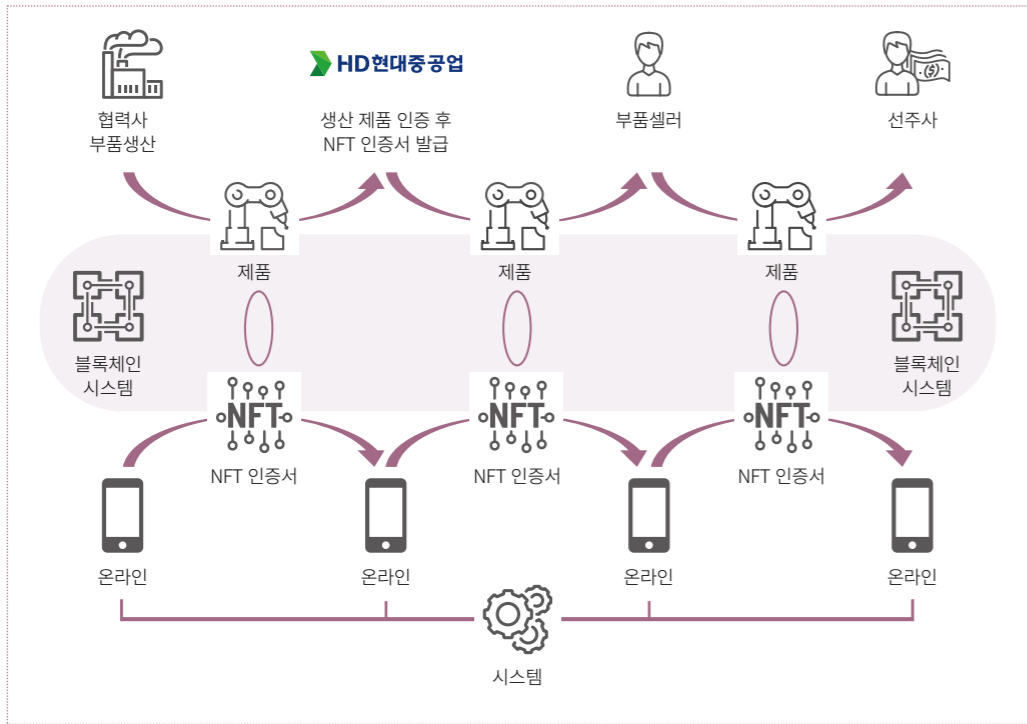 협력사
부품생산
HD현대중공업
생산 제품 인증 후
NFT 인증서 발급
부품셀러
선주사
제품
제품
제품
블록체인
시스템
블록체인
시스템
NFT
NFT
NFT
NFT 인증서
NFT 인증서
NFT 인증서
온라인
온라인
온라인
온라인
시스템